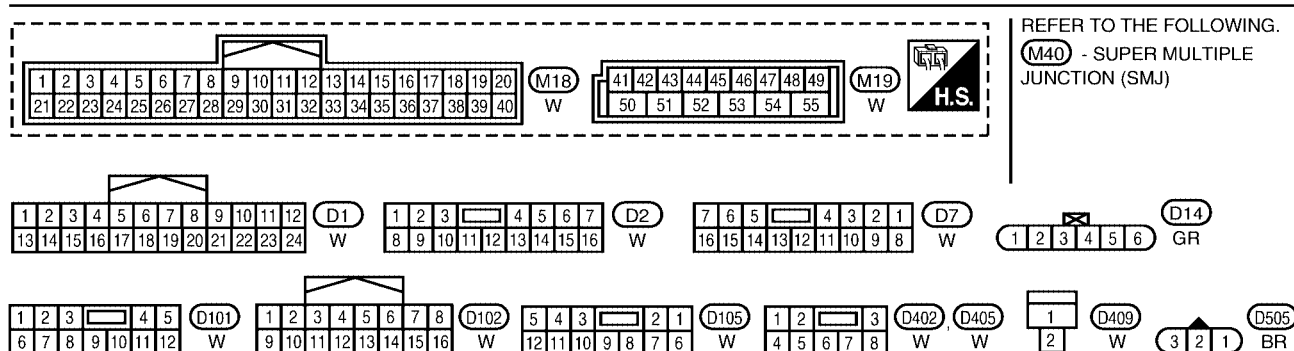 REFER TO THE FOLLOWING.
M40 - SUPER MULTIPLE
JUNCTION (SMJ)
1 2 3 4 5 6 7 8 9 10 11 12 13 14 15 16 17 18 19 20 M18
21 22 23 24 25 26 27 28 29 30 31 32 33 34 35 36 37 38 39 40 W
41 42 43 44 45 46 47 48 49 M19
50 51 52 53 54 55 W
H.S.
1 2 3 4 5 6 7 8 9 10 11 12 D1
13 14 15 16 17 18 19 20 21 22 23 24 W
1 2 3 4 5 6 7 D2
8 9 10 11 12 13 14 15 16 W
7 6 5 4 3 2 1 D7
16 15 14 13 12 11 10 9 8 W
1 2 3 4 5 6 D14
GR
1 2 3 4 5 D101
6 7 8 9 10 11 12 W
1 2 3 4 5 6 7 8 D102
9 10 11 12 13 14 15 16 W
5 4 3 2 1 D105
12 11 10 9 8 7 6 W
1 2 3 D402 , D405
4 5 6 7 8 W W
1 D409
2 W
3 2 1 D505
BR